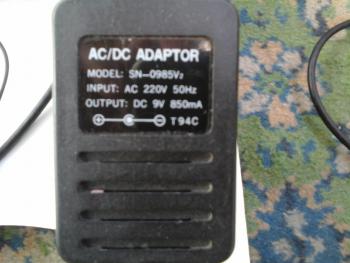 AC/DC ADAPTOR
MODEL: SN-0985V2
INPUT: AC 220V 50Hz
OUTPUT: DC 9V 850mA
T94C